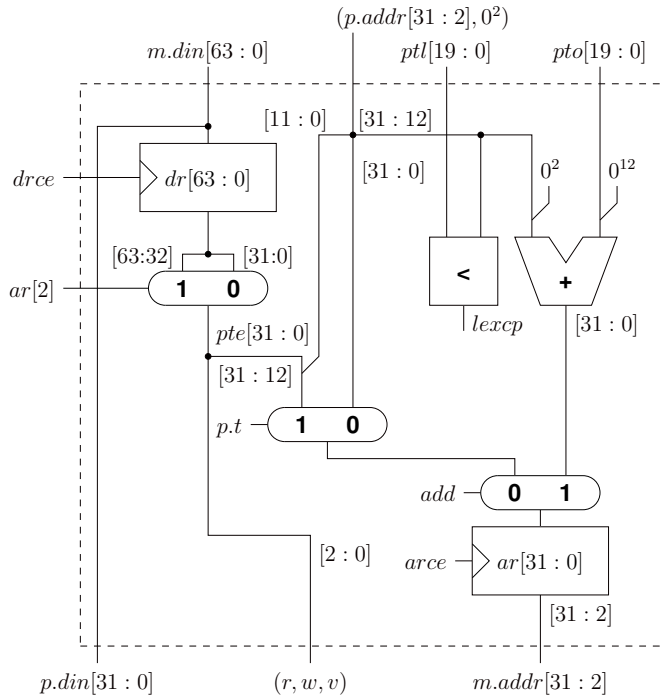 (p.addr[31 : 2], 0²)
m.din[63 : 0]
ptl[19 : 0]
pto[19 : 0]
[11 : 0]
[31 : 12]
drce
dr[63 : 0]
[31 : 0]
0²
0¹²
[63:32]
[31:0]
ar[2]
1 0
<
+
lexcp
[31 : 0]
pte[31 : 0]
[31 : 12]
p.t
1 0
add
0 1
[2 : 0]
arce
ar[31 : 0]
[31 : 2]
p.din[31 : 0]
(r, w, v)
m.addr[31 : 2]